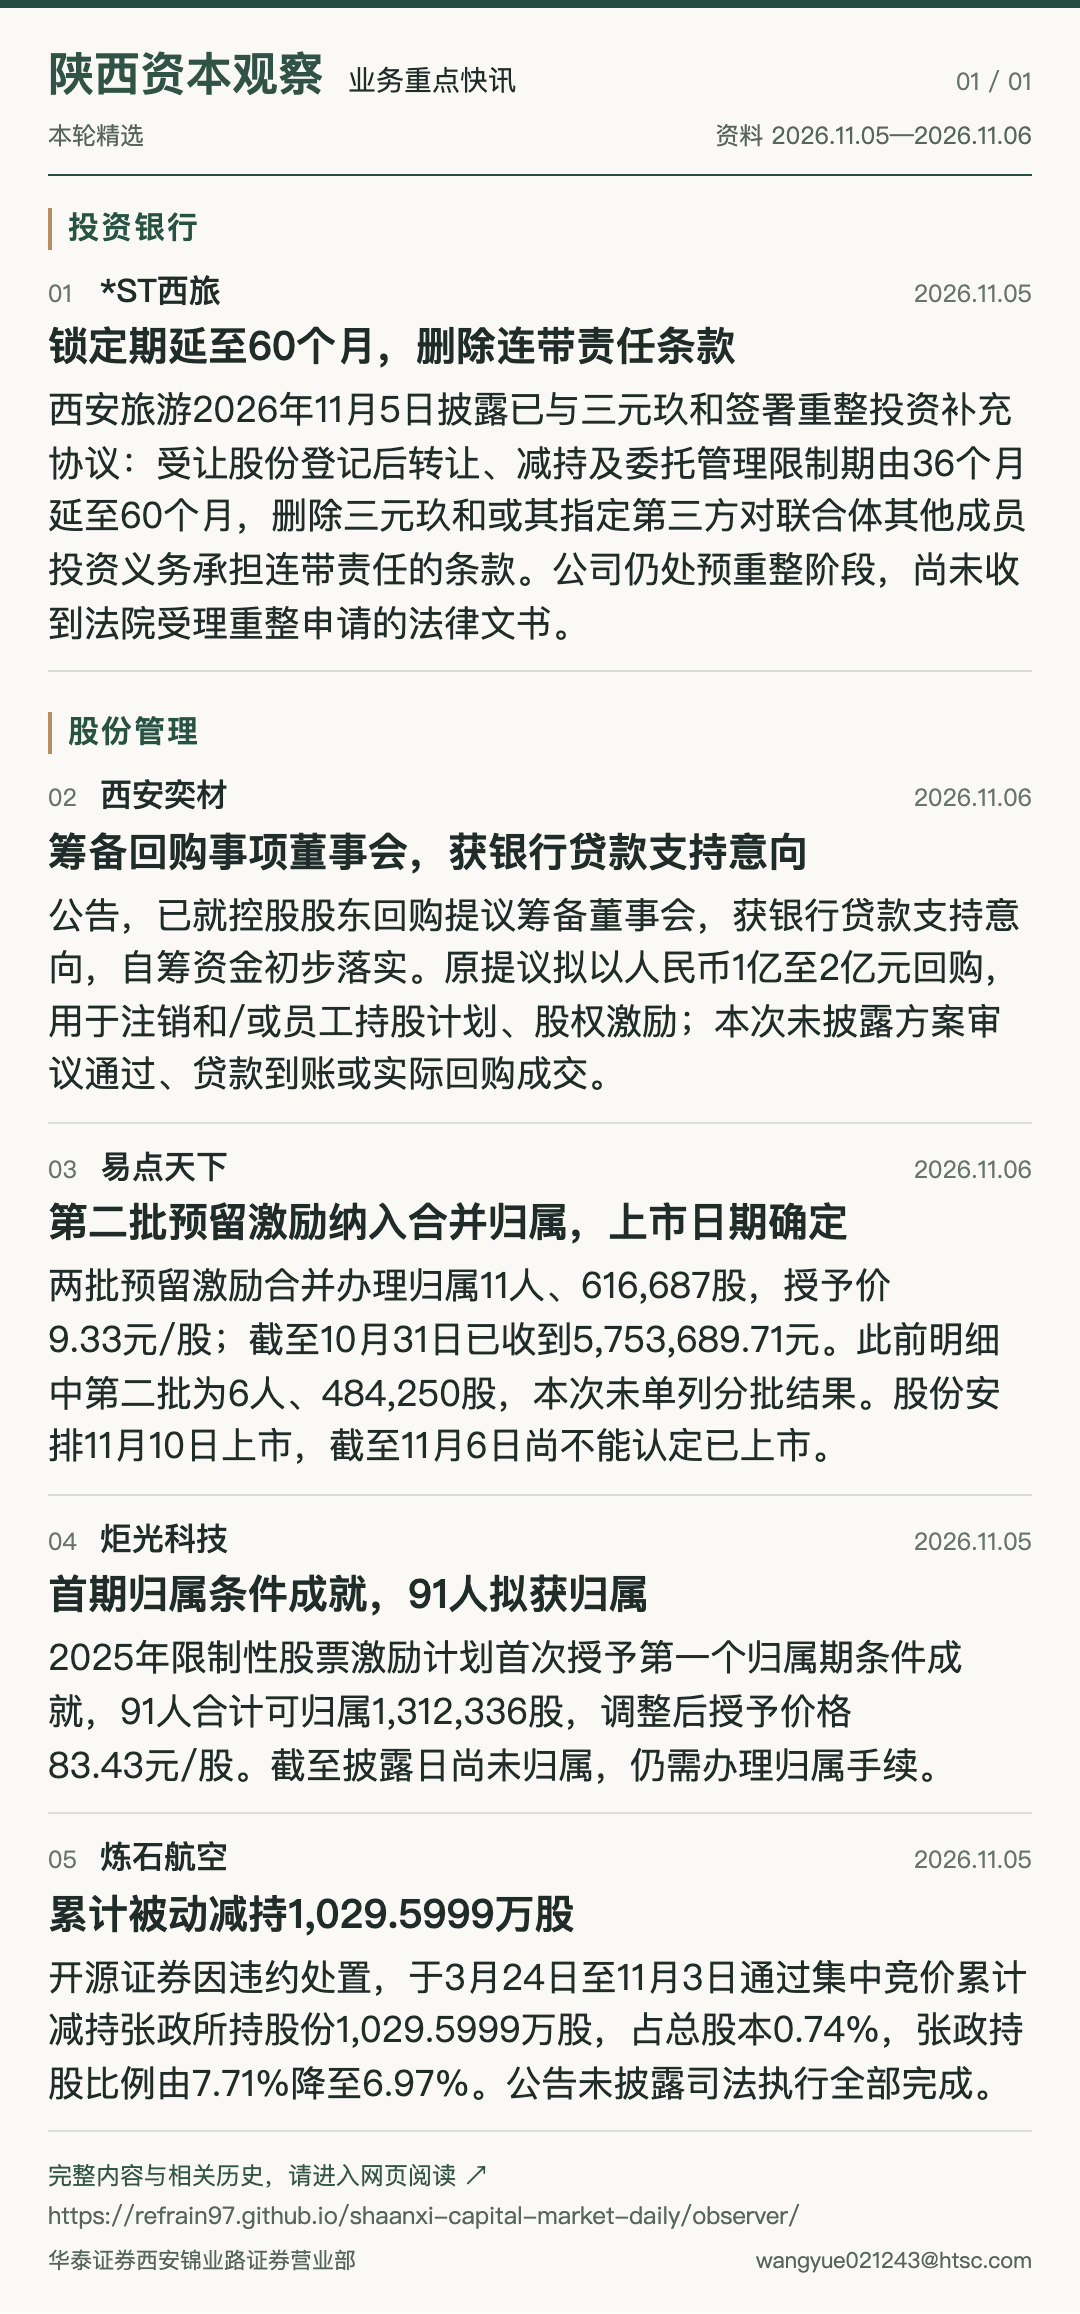 陕西资本观察 业务重点快讯 01 / 01
本轮精选 资料 2026.11.05—2026.11.06
投资银行
01 *ST西旅 2026.11.05
锁定期延至60个月，删除连带责任条款
西安旅游2026年11月5日披露已与三元玖和签署重整投资补充
协议：受让股份登记后转让、减持及委托管理限制期由36个月
延至60个月，删除三元玖和或其指定第三方对联合体其他成员
投资义务承担连带责任的条款。公司仍处预重整阶段，尚未收
到法院受理重整申请的法律文书。
股份管理
02 西安奕材 2026.11.06
筹备回购事项董事会，获银行贷款支持意向
公告，已就控股股东回购提议筹备董事会，获银行贷款支持意
向，自筹资金初步落实。原提议拟以人民币1亿至2亿元回购，
用于注销和/或员工持股计划、股权激励；本次未披露方案审
议通过、贷款到账或实际回购成交。
03 易点天下 2026.11.06
第二批预留激励纳入合并归属，上市日期确定
两批预留激励合并办理归属11人、616,687股，授予价
9.33元/股；截至10月31日已收到5,753,689.71元。此前明细
中第二批为6人、484,250股，本次未单列分批结果。股份安
排11月10日上市，截至11月6日尚不能认定已上市。
04 炬光科技 2026.11.05
首期归属条件成就，91人拟获归属
2025年限制性股票激励计划首次授予第一个归属期条件成
就，91人合计可归属1,312,336股，调整后授予价格
83.43元/股。截至披露日尚未归属，仍需办理归属手续。
05 炼石航空 2026.11.05
累计被动减持1,029.5999万股
开源证券因违约处置，于3月24日至11月3日通过集中竞价累计
减持张政所持股份1,029.5999万股，占总股本0.74%，张政持
股比例由7.71%降至6.97%。公告未披露司法执行全部完成。
完整内容与相关历史，请进入网页阅读 ↗
https://refrain97.github.io/shaanxi-capital-market-daily/observer/
华泰证券西安锦业路证券营业部 wangyue021243@htsc.com